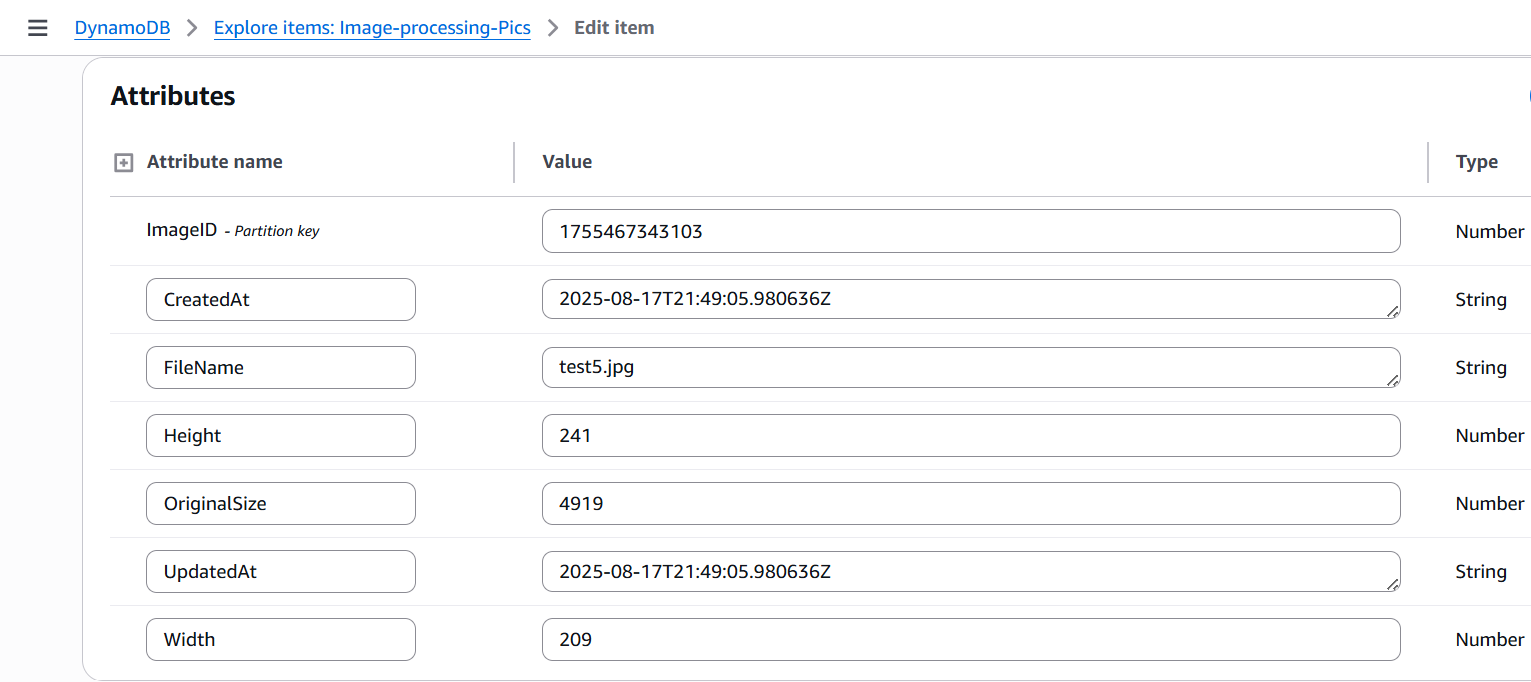 DynamoDB > Explore items: Image-processing-Pics > Edit item
Attributes
Attribute name Value Type
ImageID - Partition key 1755467343103 Number
CreatedAt 2025-08-17T21:49:05.980636Z String
FileName test5.jpg String
Height 241 Number
OriginalSize 4919 Number
UpdatedAt 2025-08-17T21:49:05.980636Z String
Width 209 Number